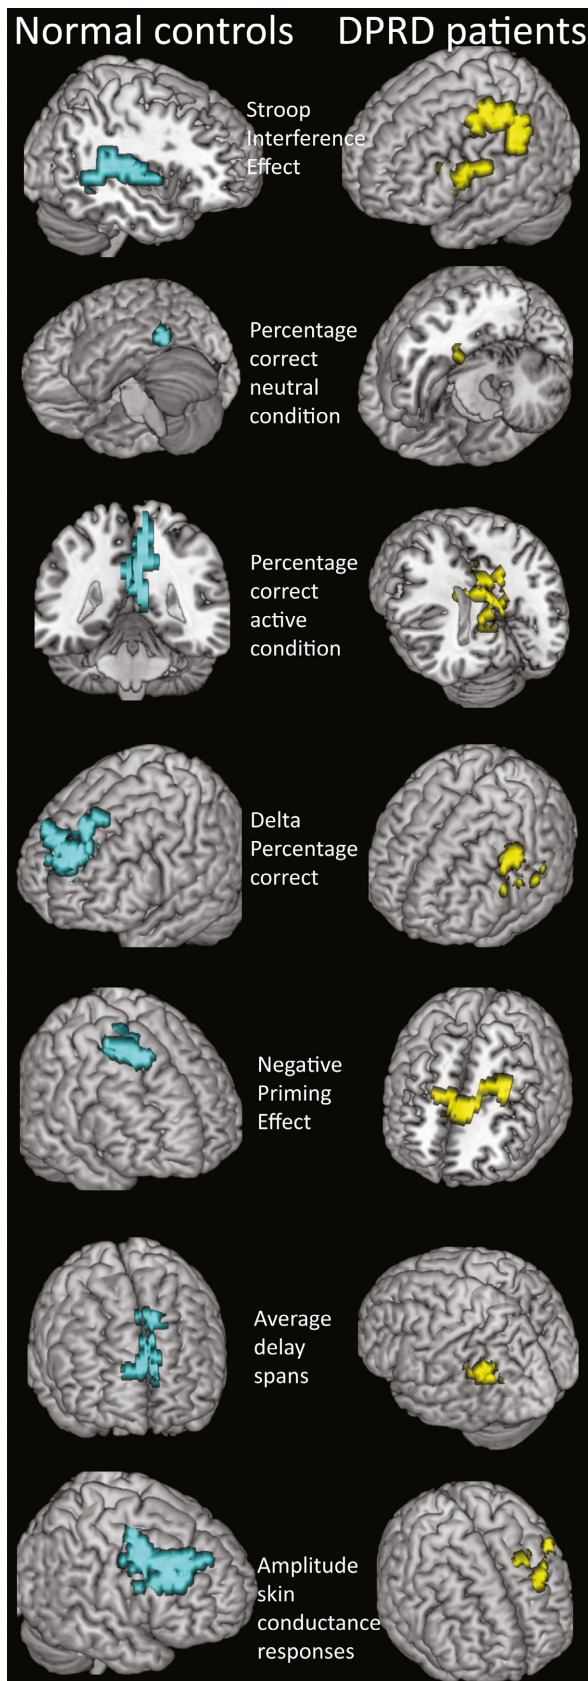 Normal controls DPRD patients
Stroop
Interference
Effect
Percentage
correct
neutral
condition
Percentage
correct
active
condition
Delta
Percentage
correct
Negative
Priming
Effect
Average
delay
spans
Amplitude
skin
conductance
responses